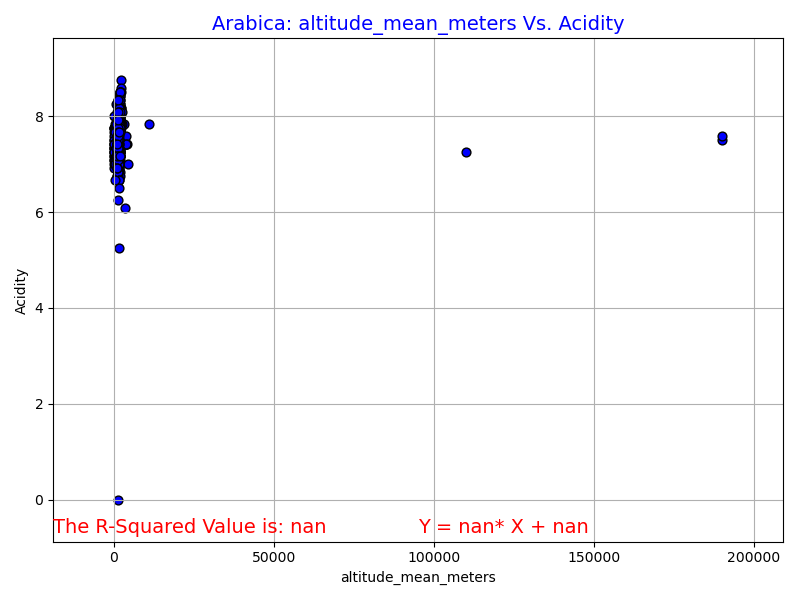 Arabica: altitude_mean_meters Vs. Acidity
Acidity
8
6
4
2
0
The R-Squared Value is: nan
Y = nan* X + nan
0
50000
100000
150000
200000
altitude_mean_meters